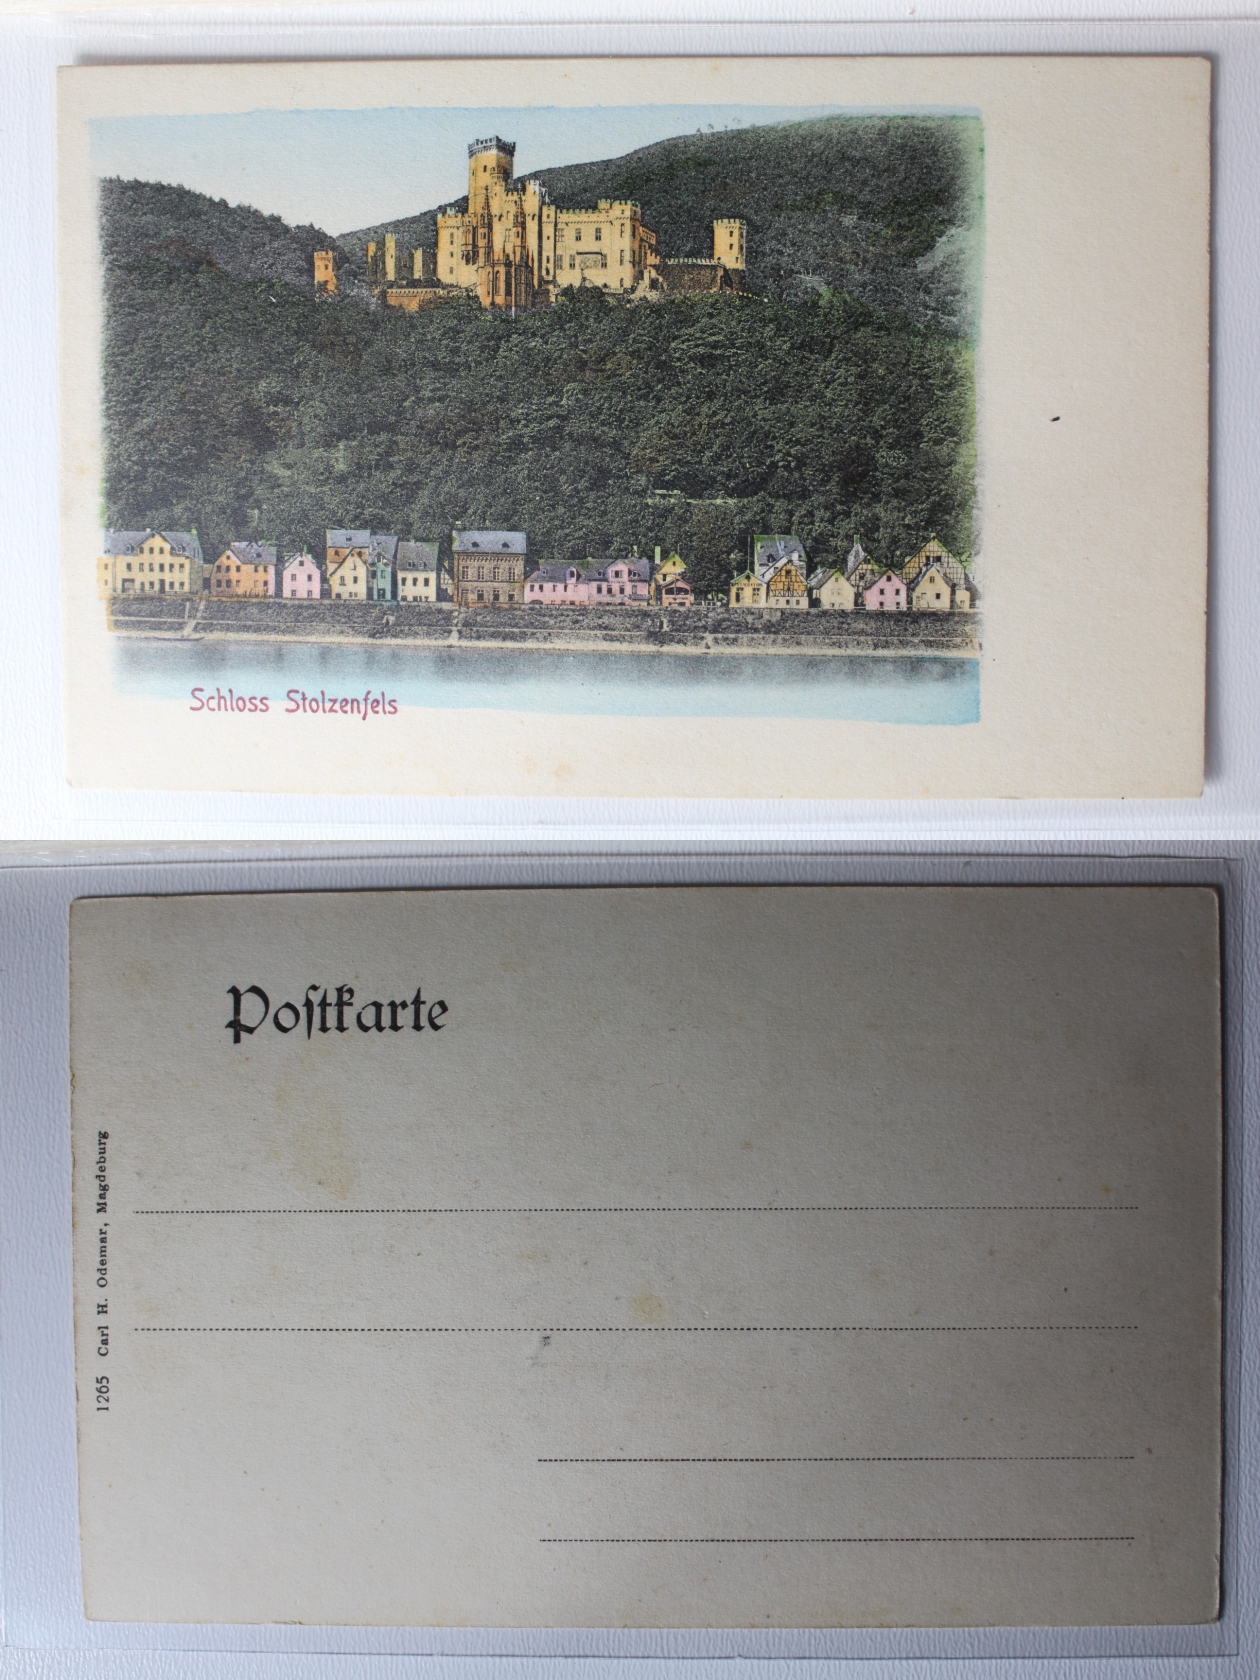 Schloss Stolzenfels
Poſtkarte
1265 Carl H. Odemar, Magdeburg